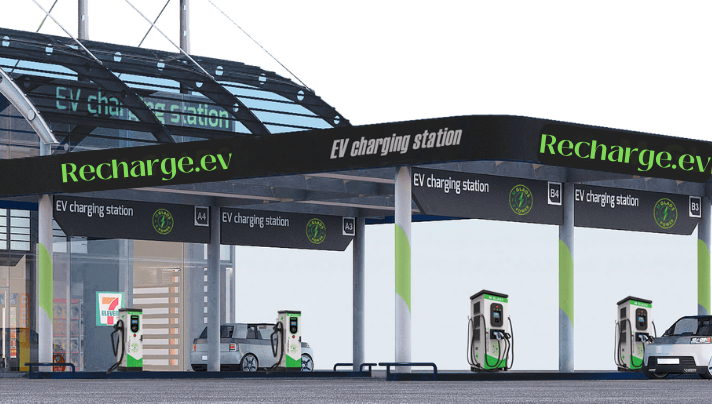 EV charging station
Recharge.ev
EV charging station
Recharge.ev
EV charging station
A4
EV charging station
A3
EV charging station
B4
EV charging station
B3
7
ELEVEN